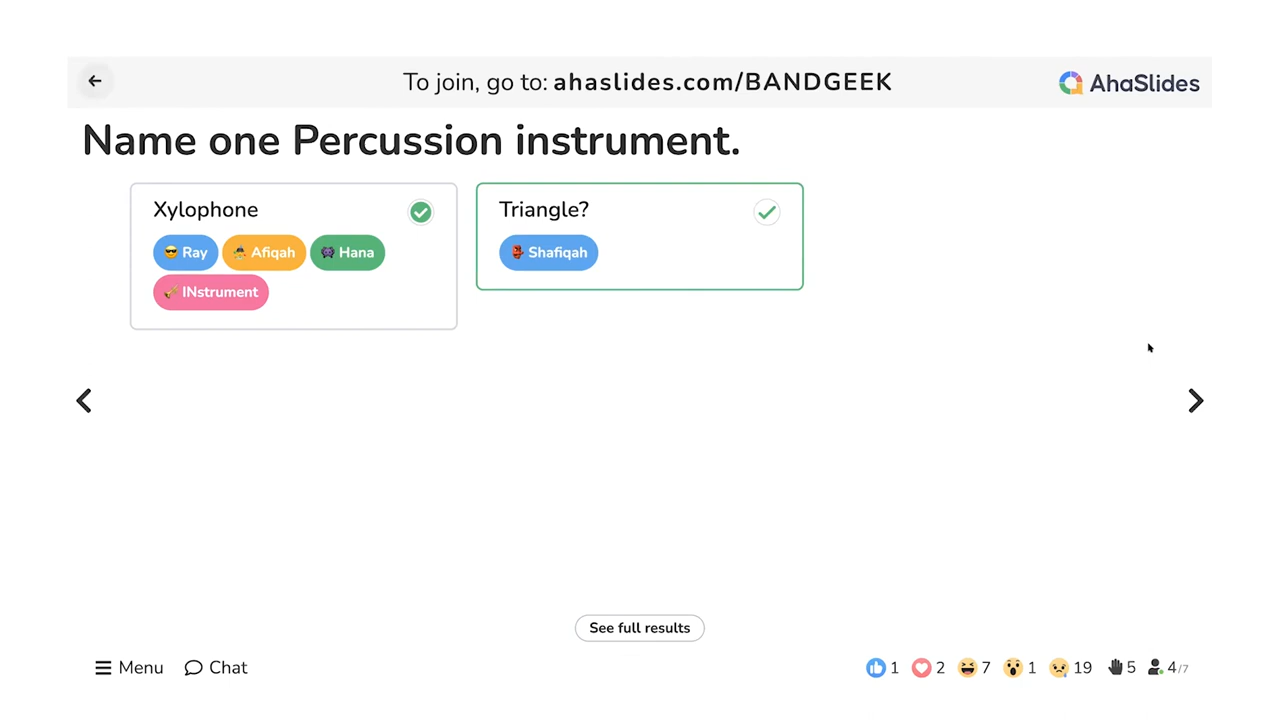 To join, go to: ahaslides.com/BANDGEEK
AhaSlides
Name one Percussion instrument.
Xylophone
Ray
Afiqah
Hana
INstrument
Triangle?
Shafiqah
See full results
Menu
Chat
1
2
7
1
19
5
4/7